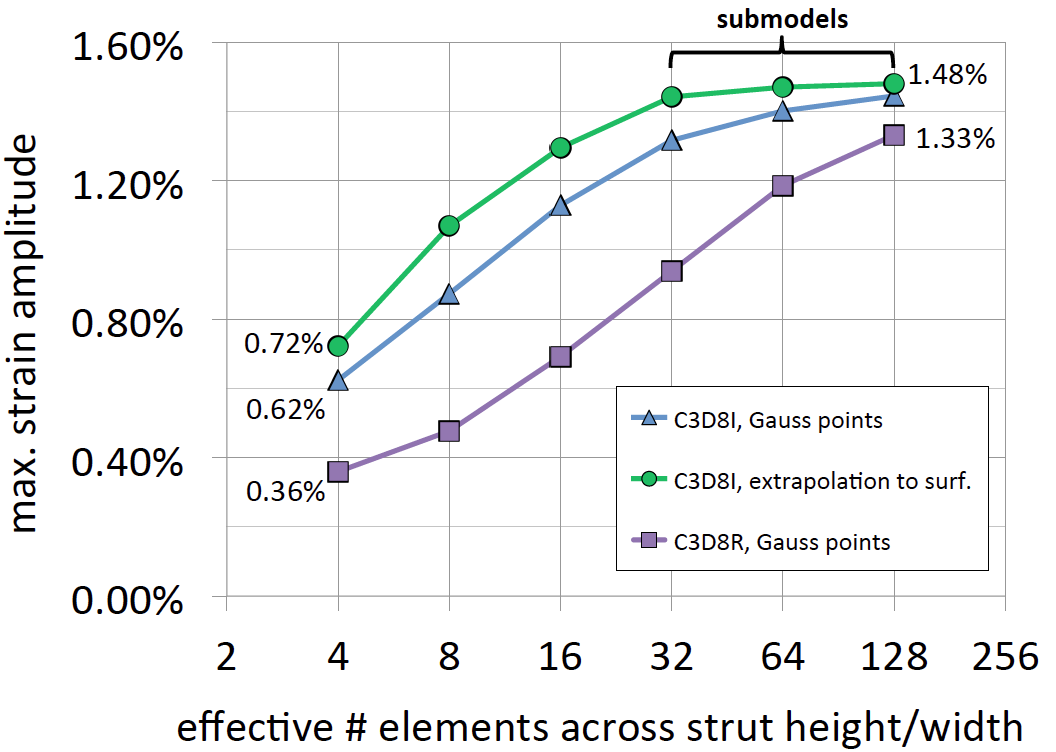 submodels
1.60%
1.20%
0.80%
0.40%
0.00%
max. strain amplitude
1.48%
1.33%
0.72%
0.62%
0.36%
C3D8I, Gauss points
C3D8I, extrapolation to surf.
C3D8R, Gauss points
2 4 8 16 32 64 128 256
effective # elements across strut height/width